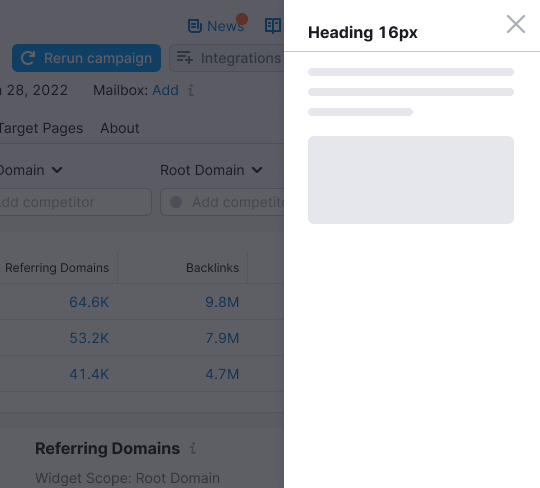 News
Heading 16px
Rerun campaign
Integrations
28, 2022 Mailbox: Add i
Target Pages About
Domain Root Domain
Add competitor Add competito
Referring Domains Backlinks
64.6K 9.8M
53.2K 7.9M
41.4K 4.7M
Referring Domains i
Widget Scope: Root Domain